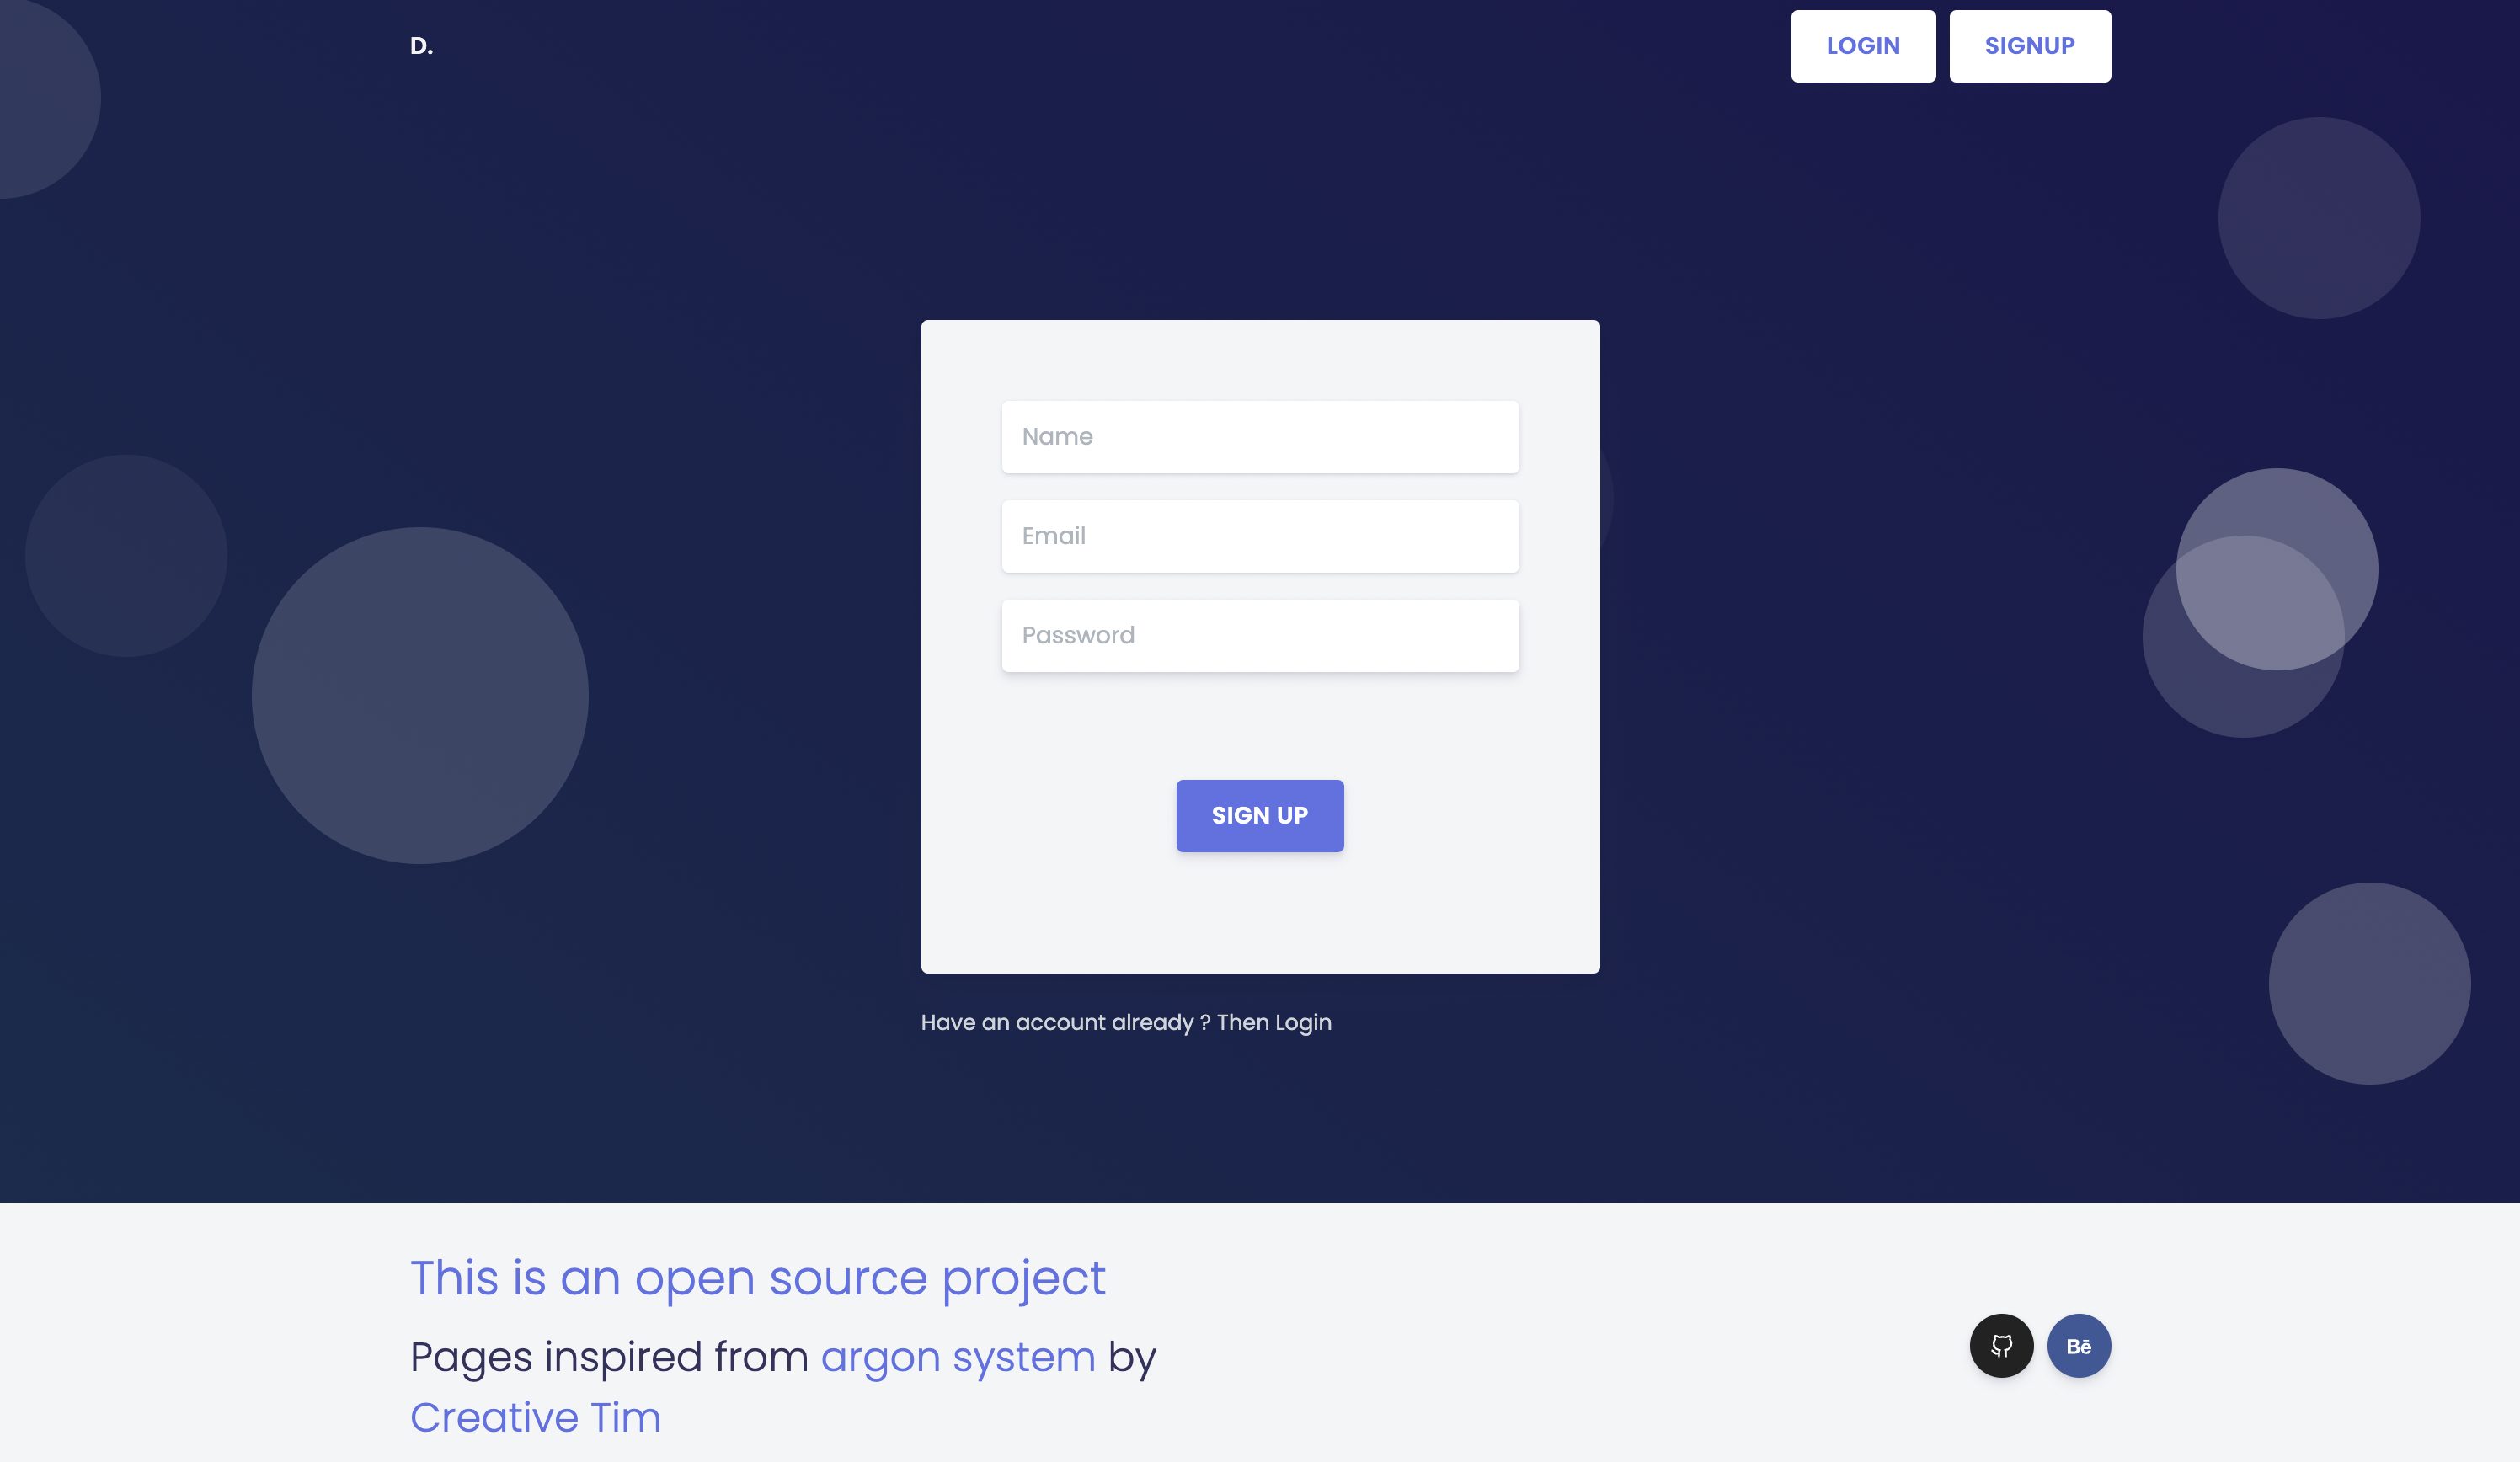 D.
LOGIN
SIGNUP
Name
Email
Password
SIGN UP
Have an account already ? Then Login
This is an open source project
Pages inspired from argon system by
Creative Tim
Bē